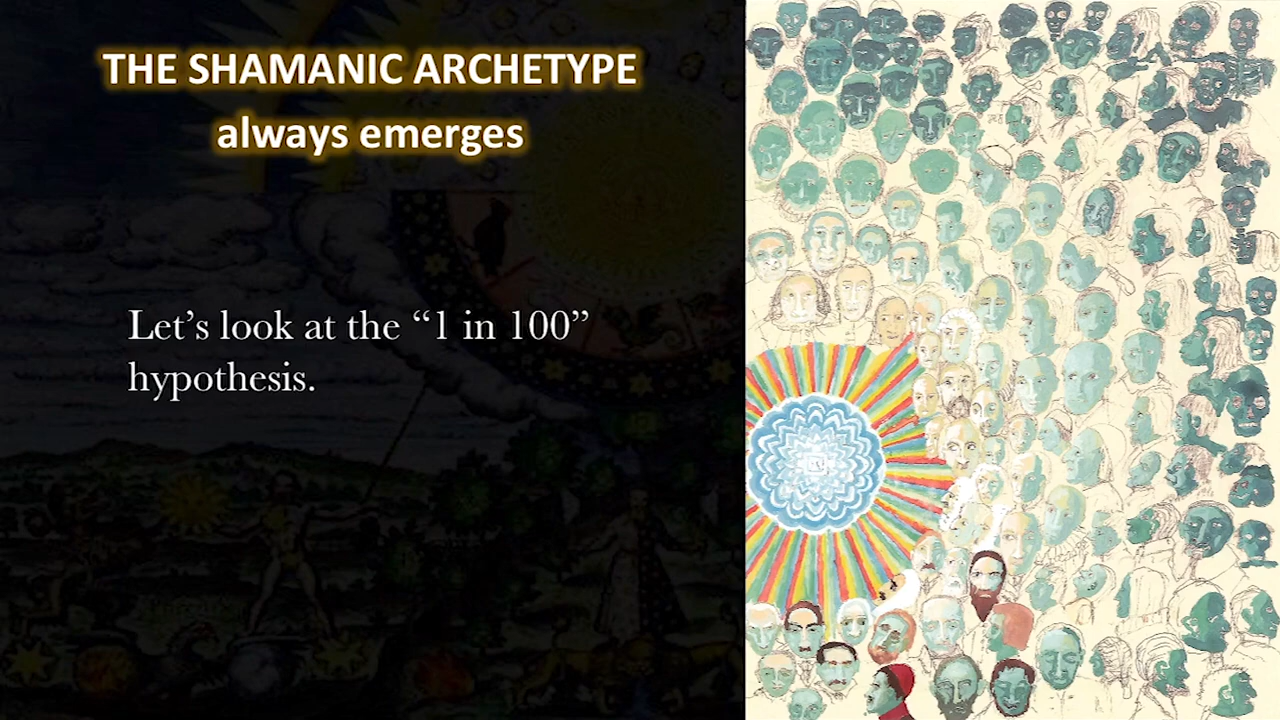 THE SHAMANIC ARCHETYPE
always emerges
Let’s look at the “1 in 100”
hypothesis.